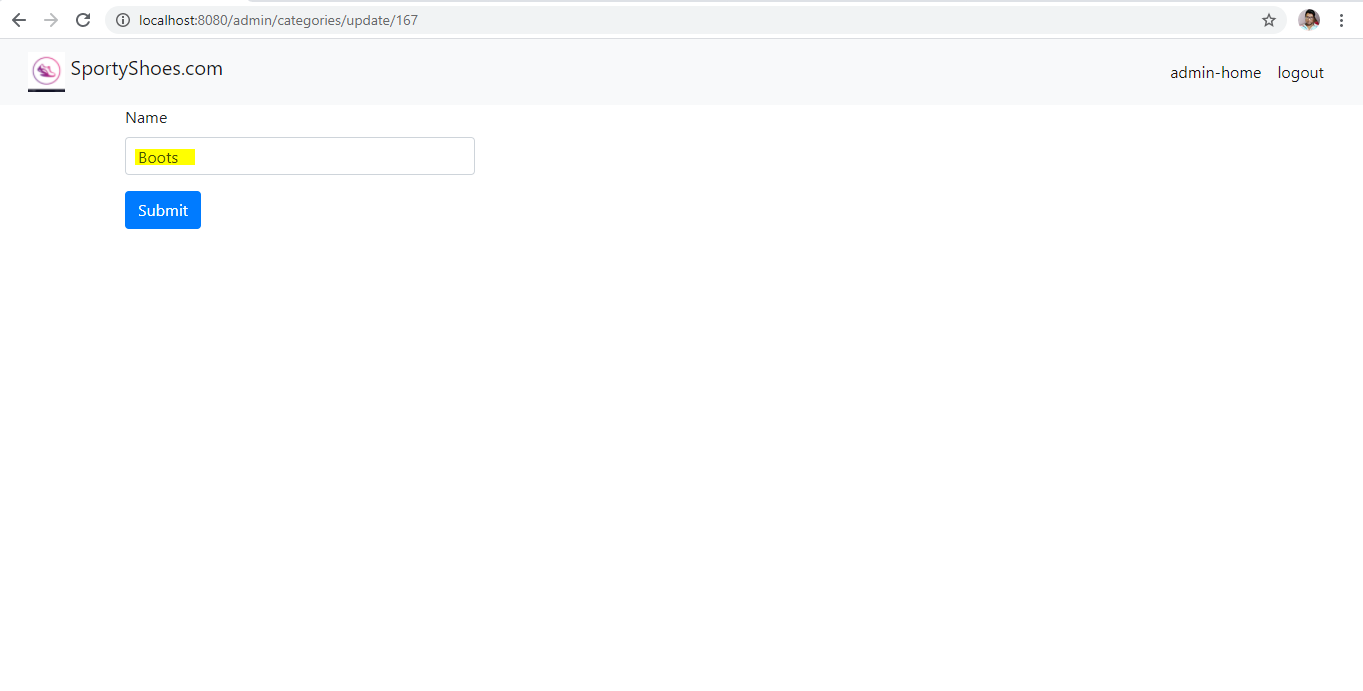 localhost:8080/admin/categories/update/167
SportyShoes.com
admin-home
logout
Name
Boots
Submit